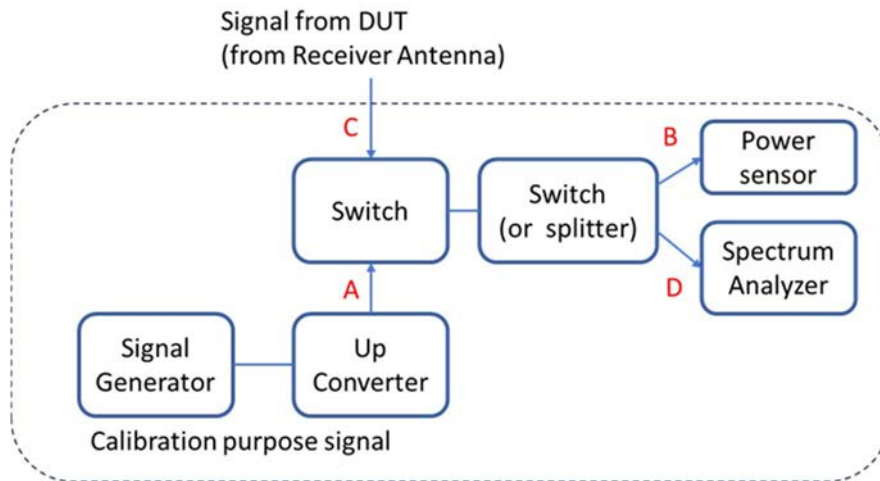 Signal from DUT
(from Receiver Antenna)
C
B
Power
sensor
Switch
Switch
(or splitter)
Spectrum
Analyzer
A
D
Signal
Generator
Up
Converter
Calibration purpose signal